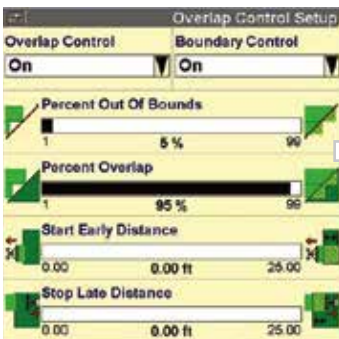 Overlap Control Setup
Overlap Control Boundary Control
On On
Percent Out Of Bounds
1 5 % 99
Percent Overlap
1 95 % 99
Start Early Distance
0.00 0.00 ft 25.00
Stop Late Distance
0.00 0.00 ft 25.00